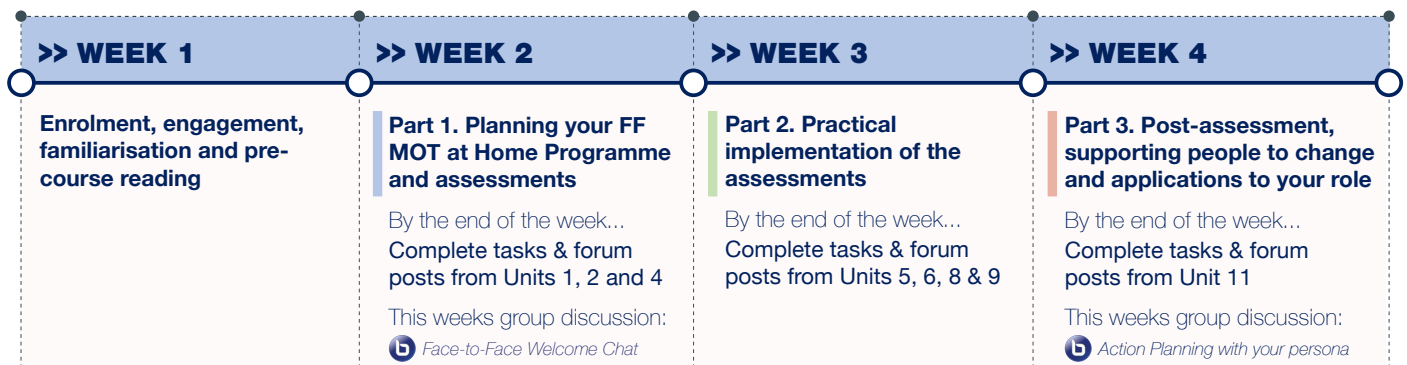 >> WEEK 1
Enrolment, engagement,
familiarisation and pre-
course reading
>> WEEK 2
Part 1. Planning your FF
MOT at Home Programme
and assessments
By the end of the week...
Complete tasks & forum
posts from Units 1, 2 and 4
This weeks group discussion:
b Face-to-Face Welcome Chat
>> WEEK 3
Part 2. Practical
implementation of the
assessments
By the end of the week...
Complete tasks & forum
posts from Units 5, 6, 8 & 9
>> WEEK 4
Part 3. Post-assessment,
supporting people to change
and applications to your role
By the end of the week...
Complete tasks & forum
posts from Unit 11
This weeks group discussion:
b Action Planning with your persona